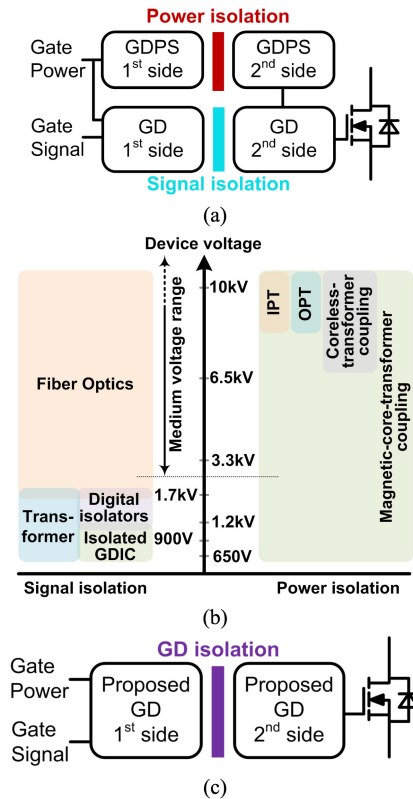 Power isolation
Gate
Power
GDPS
1st side
GDPS
2nd side
Gate
Signal
GD
1st side
GD
2nd side
Signal isolation
(a)
Device voltage
10kV
6.5kV
3.3kV
1.7kV
1.2kV
900V
650V
Medium voltage range
Fiber Optics
Trans-
former
Digital
isolators
Isolated
GDIC
IPT
OPT
Coreless-
transformer
coupling
Magnetic-core-transformer
coupling
Signal isolation
Power isolation
(b)
GD isolation
Gate
Power
Gate
Signal
Proposed
GD
1st side
Proposed
GD
2nd side
(c)